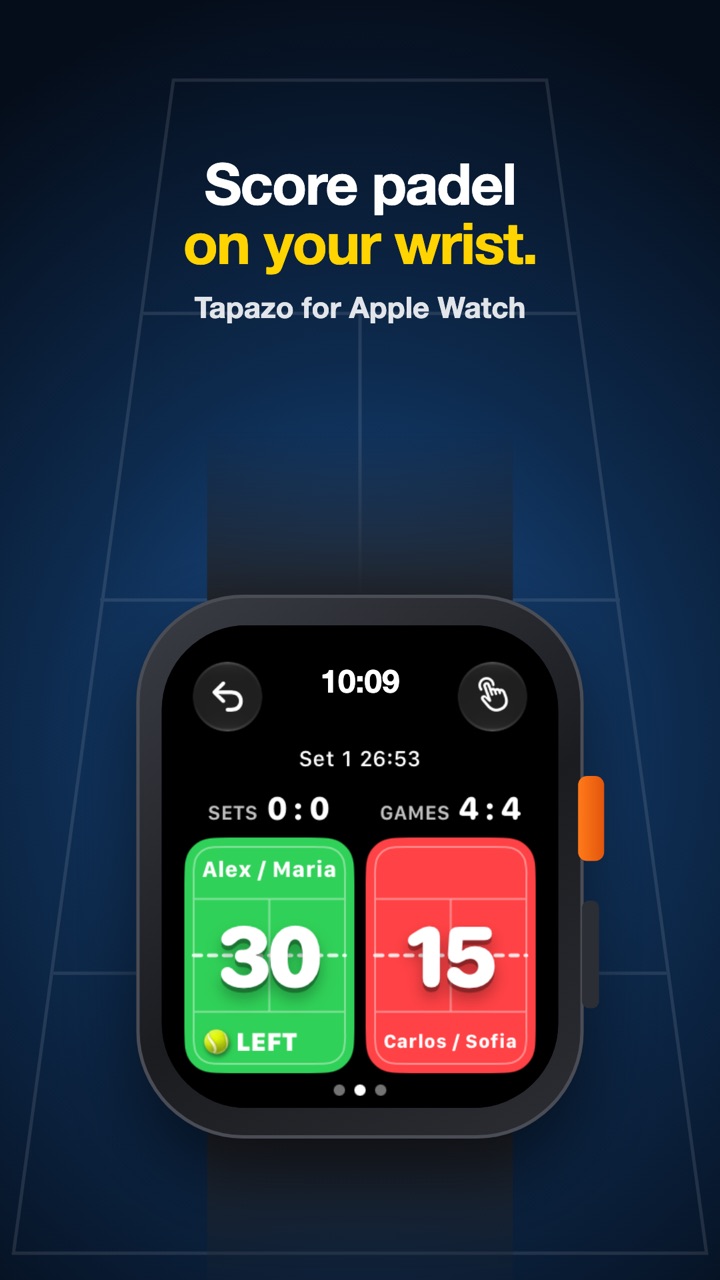 Score padel
on your wrist.
Tapazo for Apple Watch
10:09
Set 1 26:53
SETS 0:0 GAMES 4:4
Alex / Maria
30 15
LEFT Carlos / Sofia